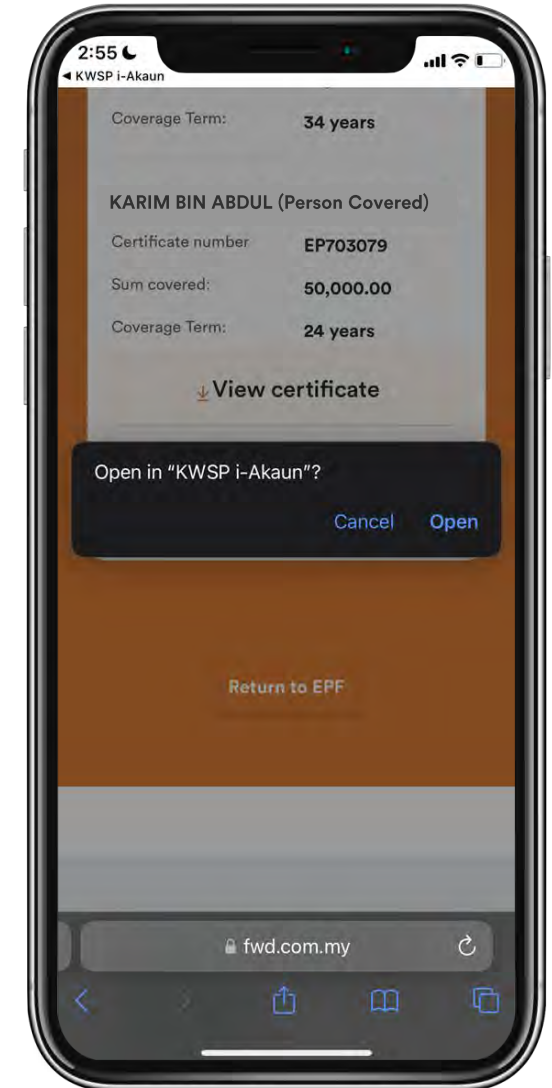 2:55
◀ KWSP i-Akaun
Coverage Term: 34 years
KARIM BIN ABDUL (Person Covered)
Certificate number EP703079
Sum covered: 50,000.00
Coverage Term: 24 years
View certificate
Open in “KWSP i-Akaun”?
Cancel Open
Return to EPF
fwd.com.my